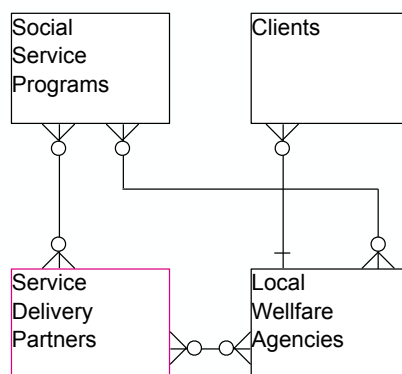 Social
Service
Programs
Clients
Service
Delivery
Partners
Local
Wellfare
Agencies